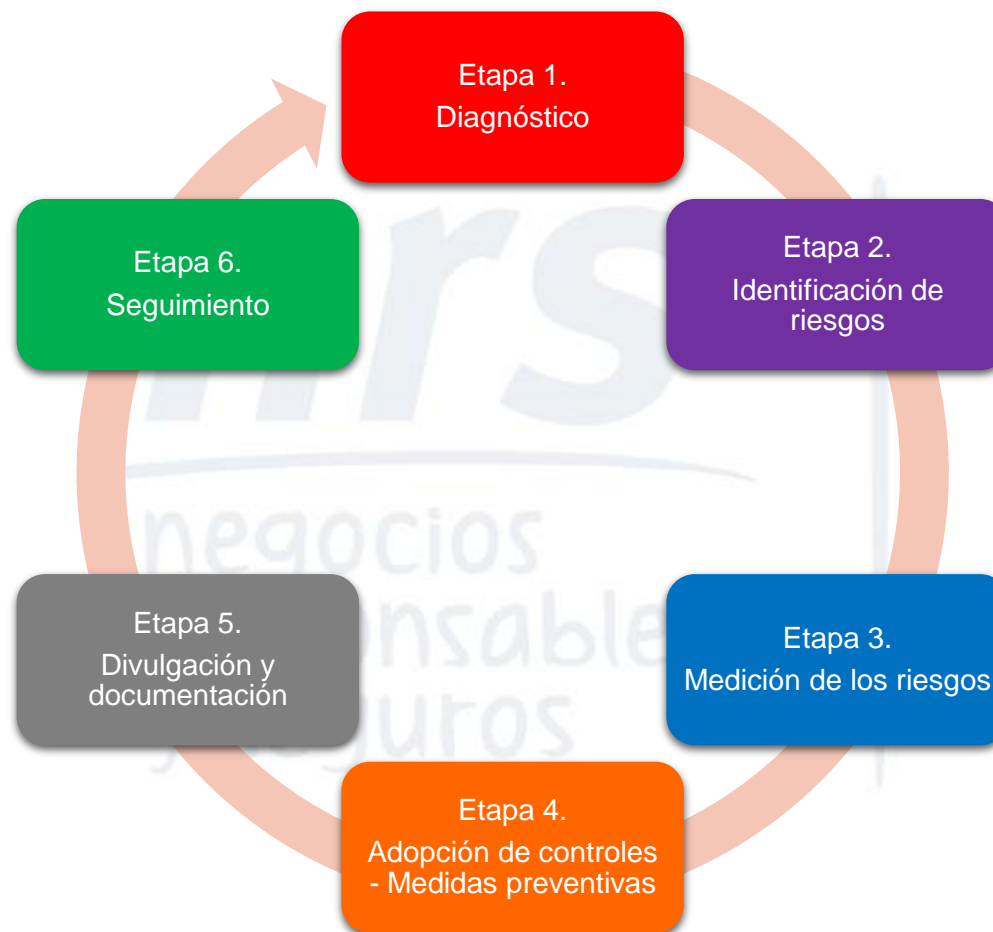 Etapa 1.
Diagnóstico
Etapa 2.
Identificación de
riesgos
Etapa 3.
Medición de los riesgos
Etapa 4.
Adopción de controles
- Medidas preventivas
Etapa 5.
Divulgación y
documentación
Etapa 6.
Seguimiento
nrs
negocios